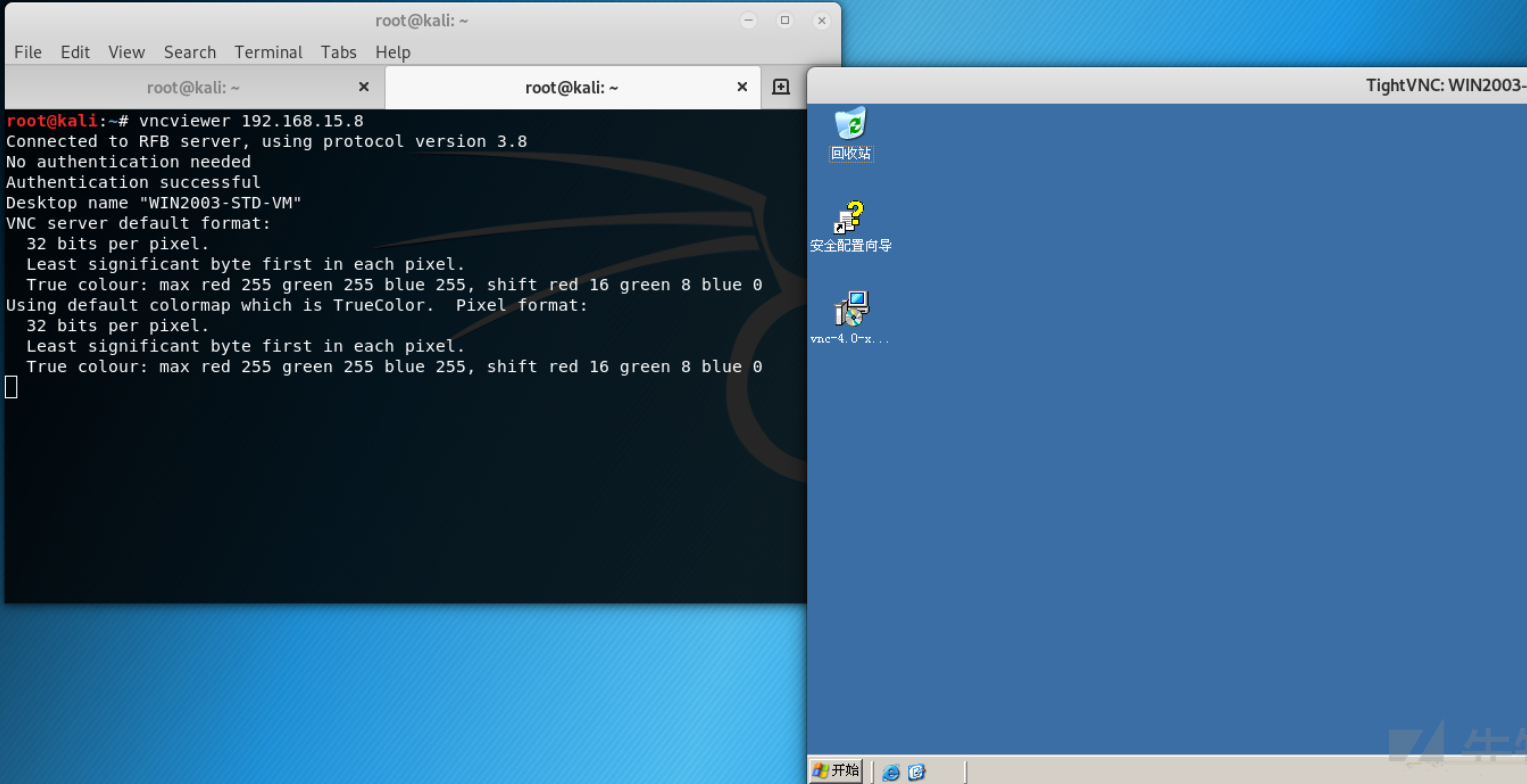 root@kali: ~
File Edit View Search Terminal Tabs Help
root@kali: ~
root@kali: ~
root@kali:~# vncviewer 192.168.15.8
Connected to RFB server, using protocol version 3.8
No authentication needed
Authentication successful
Desktop name "WIN2003-STD-VM"
VNC server default format:
  32 bits per pixel.
  Least significant byte first in each pixel.
  True colour: max red 255 green 255 blue 255, shift red 16 green 8 blue 0
Using default colormap which is TrueColor.  Pixel format:
  32 bits per pixel.
  Least significant byte first in each pixel.
  True colour: max red 255 green 255 blue 255, shift red 16 green 8 blue 0
TightVNC: WIN2003-
回收站
安全配置向导
vnc-4.0-x...
开始